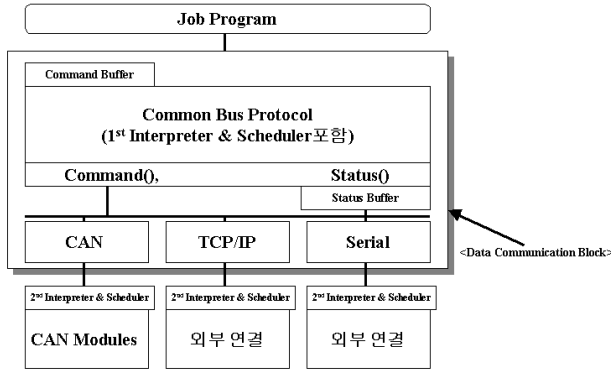 Job Program
Command Buffer
Common Bus Protocol
(1st Interpreter & Scheduler포함)
Command(), Status()
Status Buffer
CAN TCP/IP Serial
<Data Communication Block>
2nd Interpreter & Scheduler 2nd Interpreter & Scheduler 2nd Interpreter & Scheduler
CAN Modules 외부 연결 외부 연결